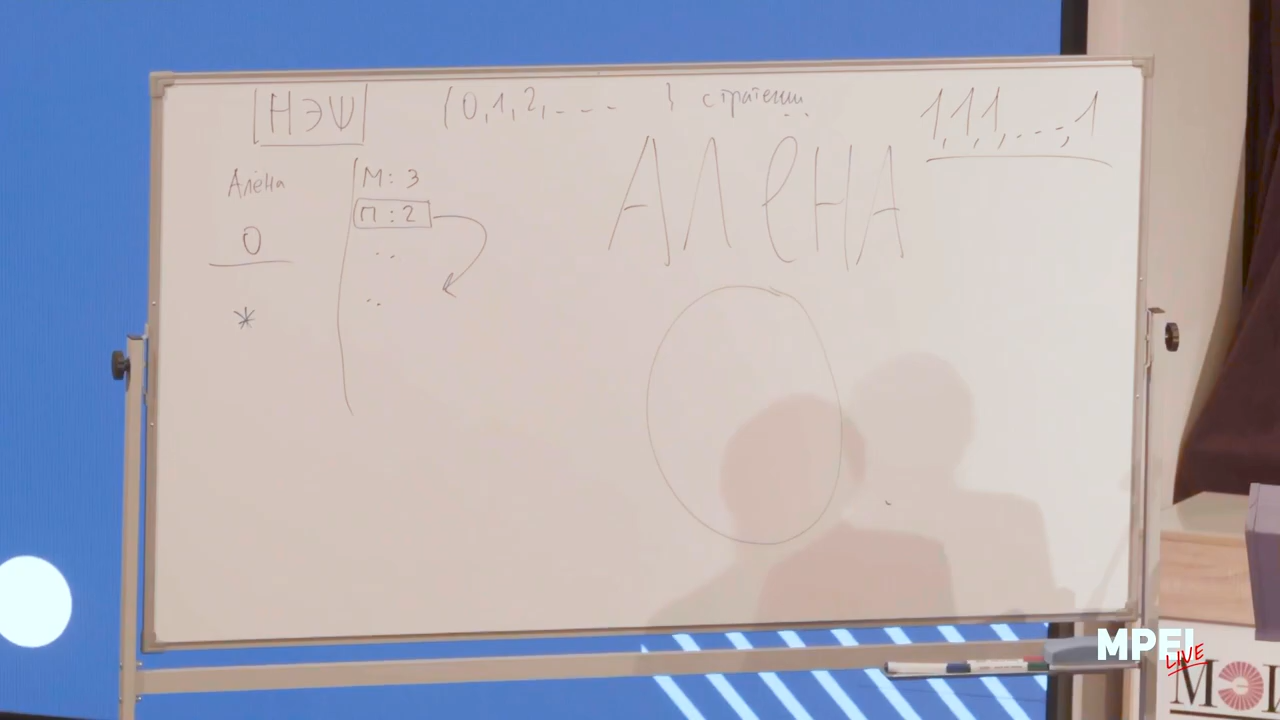 НЭШ
{0,1,2,.... } стратегии
1,1,1,...,1
Алёна
М: 3
П: 2
0
*
АЛЁНА
MPEI
LIVE